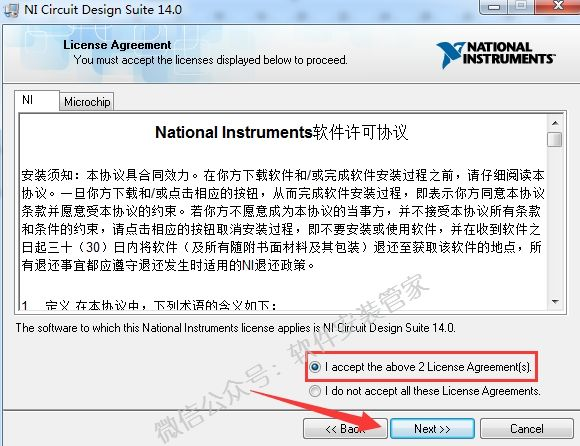 NI Circuit Design Suite 14.0
License Agreement
You must accept the licenses displayed below to proceed.
NATIONAL
INSTRUMENTS
NI
Microchip
National Instruments软件许可协议
安装须知：本协议具合同效力。在你方下载软件和/或完成软件安装过程之前，请仔细阅读本
协议。一旦你方下载和/或点击相应的按钮，从而完成软件安装过程，即表示你方同意本协议
条款并愿意受本协议的约束。若你方不愿意成为本协议的当事方，并不接受本协议所有条款
和条件的约束，请点击相应的按钮取消安装过程，即不要安装或使用软件，并在收到软件之
日起三十（30）日内将软件（及所有随附书面材料及其包装）退还至获取该软件的地点，所
有退还事宜都应遵守退还发生时适用的NI退还政策。
1. 定义 在本协议中，下列术语的含义如下：
The software to which this National Instruments license applies is NI Circuit Design Suite 14.0.
I accept the above 2 License Agreement(s).
I do not accept all these License Agreements.
<< Back
Next >>
Cancel
微信公众号：软件安装管家